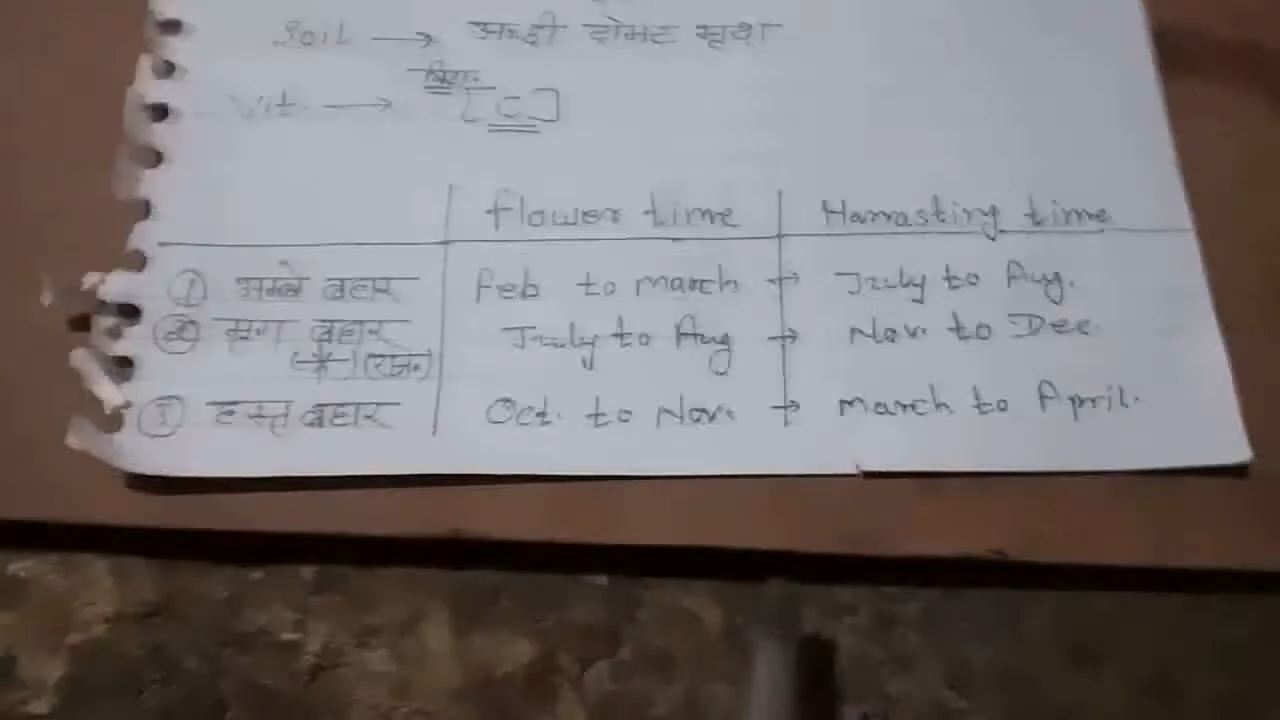 Soil → अच्छी दोमट मृदा
Vit. → [C]
flower time Harrasting time
① अम्बे बहार Feb to march → July to Aug.
② मृग बहार July to Aug → Nov. to Dec.
(*) (राज.)
③ हस्त बहार Oct. to Nov. → march to April.